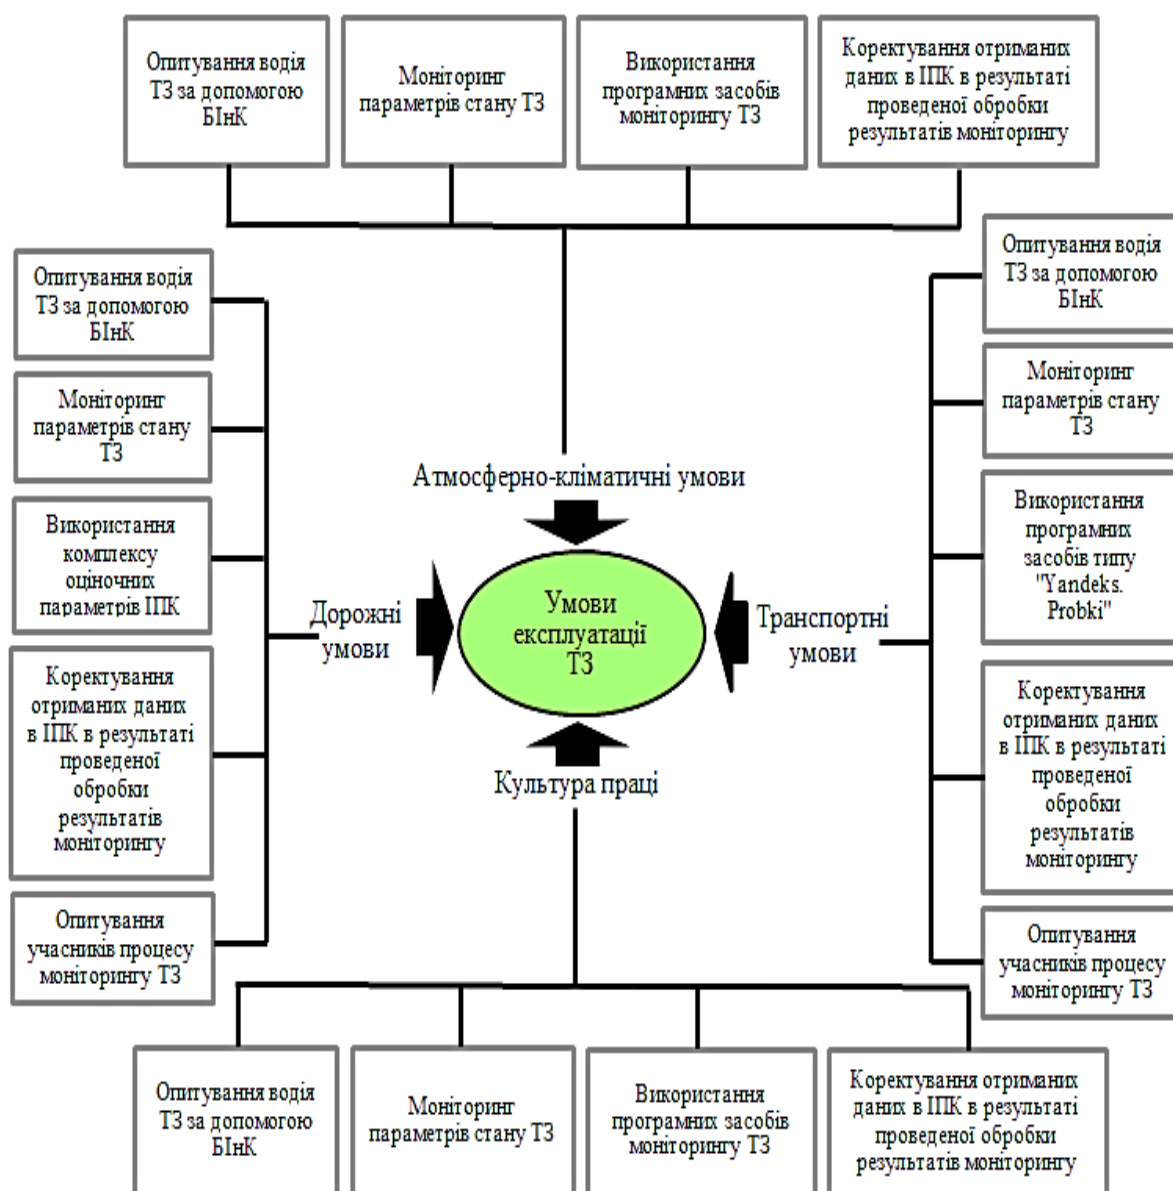 Опитування водія
ТЗ за допомогою
БІнК
Моніторинг
параметрів стану ТЗ
Використання
програмних засобів
моніторингу ТЗ
Коректування отриманих
даних в ІПК в результаті
проведеної обробки
результатів моніторингу
Опитування водія
ТЗ за допомогою
БІнК
Моніторинг
параметрів стану
ТЗ
Використання
комплексу
оціночних
параметрів ІПК
Коректування
отриманих даних
в ІПК в результаті
проведеної
обробки
результатів
моніторингу
Опитування
учасників процесу
моніторингу ТЗ
Атмосферно-кліматичні умови
Дорожні
умови
Умови
експлуатації
ТЗ
Транспортні
умови
Культура праці
Опитування водія
ТЗ за допомогою
БІнК
Моніторинг
параметрів стану
ТЗ
Використання
програмних
засобів типу
"Yandeks.
Probki"
Коректування
отриманих даних
в ІПК в результаті
проведеної
обробки
результатів
моніторингу
Опитування
учасників процесу
моніторингу ТЗ
Опитування водія
ТЗ за допомогою
БІнК
Моніторинг
параметрів стану ТЗ
Використання
програмних засобів
моніторингу ТЗ
Коректування отриманих
даних в ІПК в результаті
проведеної обробки
результатів моніторингу